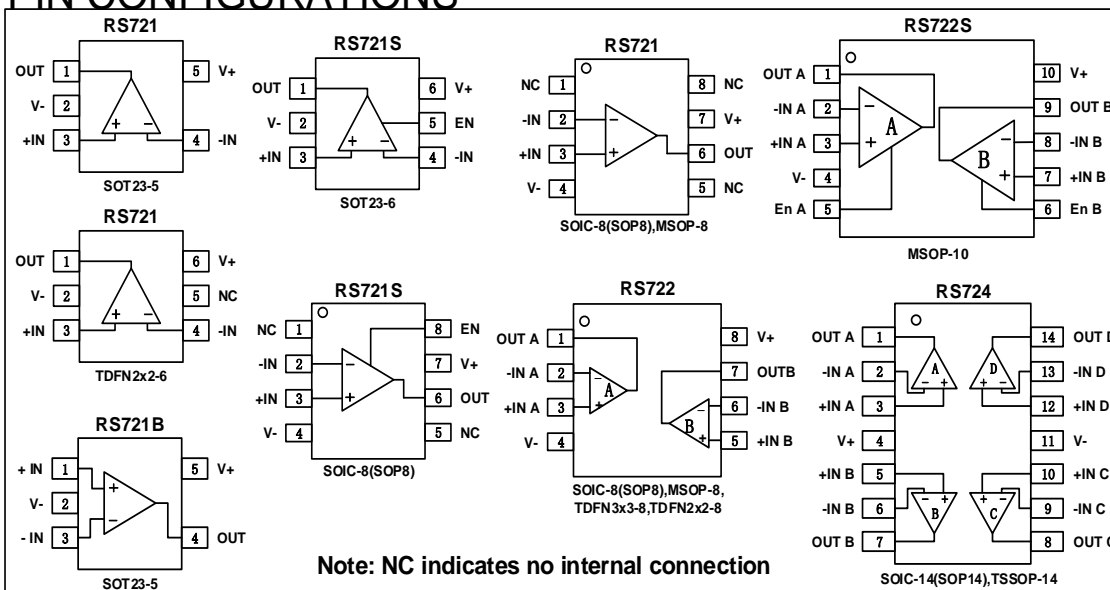 PIN CONFIGURATIONS
RS721
OUT 1
V- 2
+IN 3
5 V+
4 -IN
+ -
SOT23-5
RS721S
OUT 1
V- 2
+IN 3
6 V+
5 EN
4 -IN
+ -
SOT23-6
RS721
NC 1
-IN 2
+IN 3
V- 4
8 NC
7 V+
6 OUT
5 NC
- +
SOIC-8(SOP8),MSOP-8
RS722S
OUT A 1
-IN A 2
+IN A 3
V- 4
En A 5
10 V+
9 OUT B
8 -IN B
7 +IN B
6 En B
- A +
- B +
MSOP-10
RS721
OUT 1
V- 2
+IN 3
6 V+
5 NC
4 -IN
+ -
TDFN2x2-6
RS721S
NC 1
-IN 2
+IN 3
V- 4
8 EN
7 V+
6 OUT
5 NC
- +
SOIC-8(SOP8)
RS722
OUT A 1
-IN A 2
+IN A 3
V- 4
8 V+
7 OUTB
6 -IN B
5 +IN B
- A +
- B +
SOIC-8(SOP8),MSOP-8,
TDFN3x3-8,TDFN2x2-8
RS724
OUT A 1
-IN A 2
+IN A 3
V+ 4
+IN B 5
-IN B 6
OUT B 7
14 OUT D
13 -IN D
12 +IN D
11 V-
10 +IN C
9 -IN C
8 OUT C
A - +
D + -
- + B
+ - C
SOIC-14(SOP14),TSSOP-14
RS721B
+ IN 1
V- 2
- IN 3
5 V+
4 OUT
+ -
SOT23-5
Note: NC indicates no internal connection